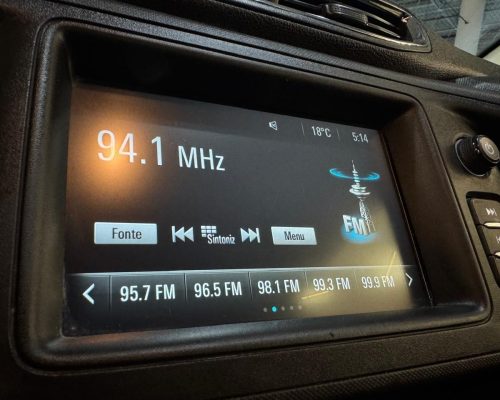 18°C 5:14
94.1 MHz
FM
Fonte Sintoniz Menu
95.7 FM 96.5 FM 98.1 FM 99.3 FM 99.9 FM